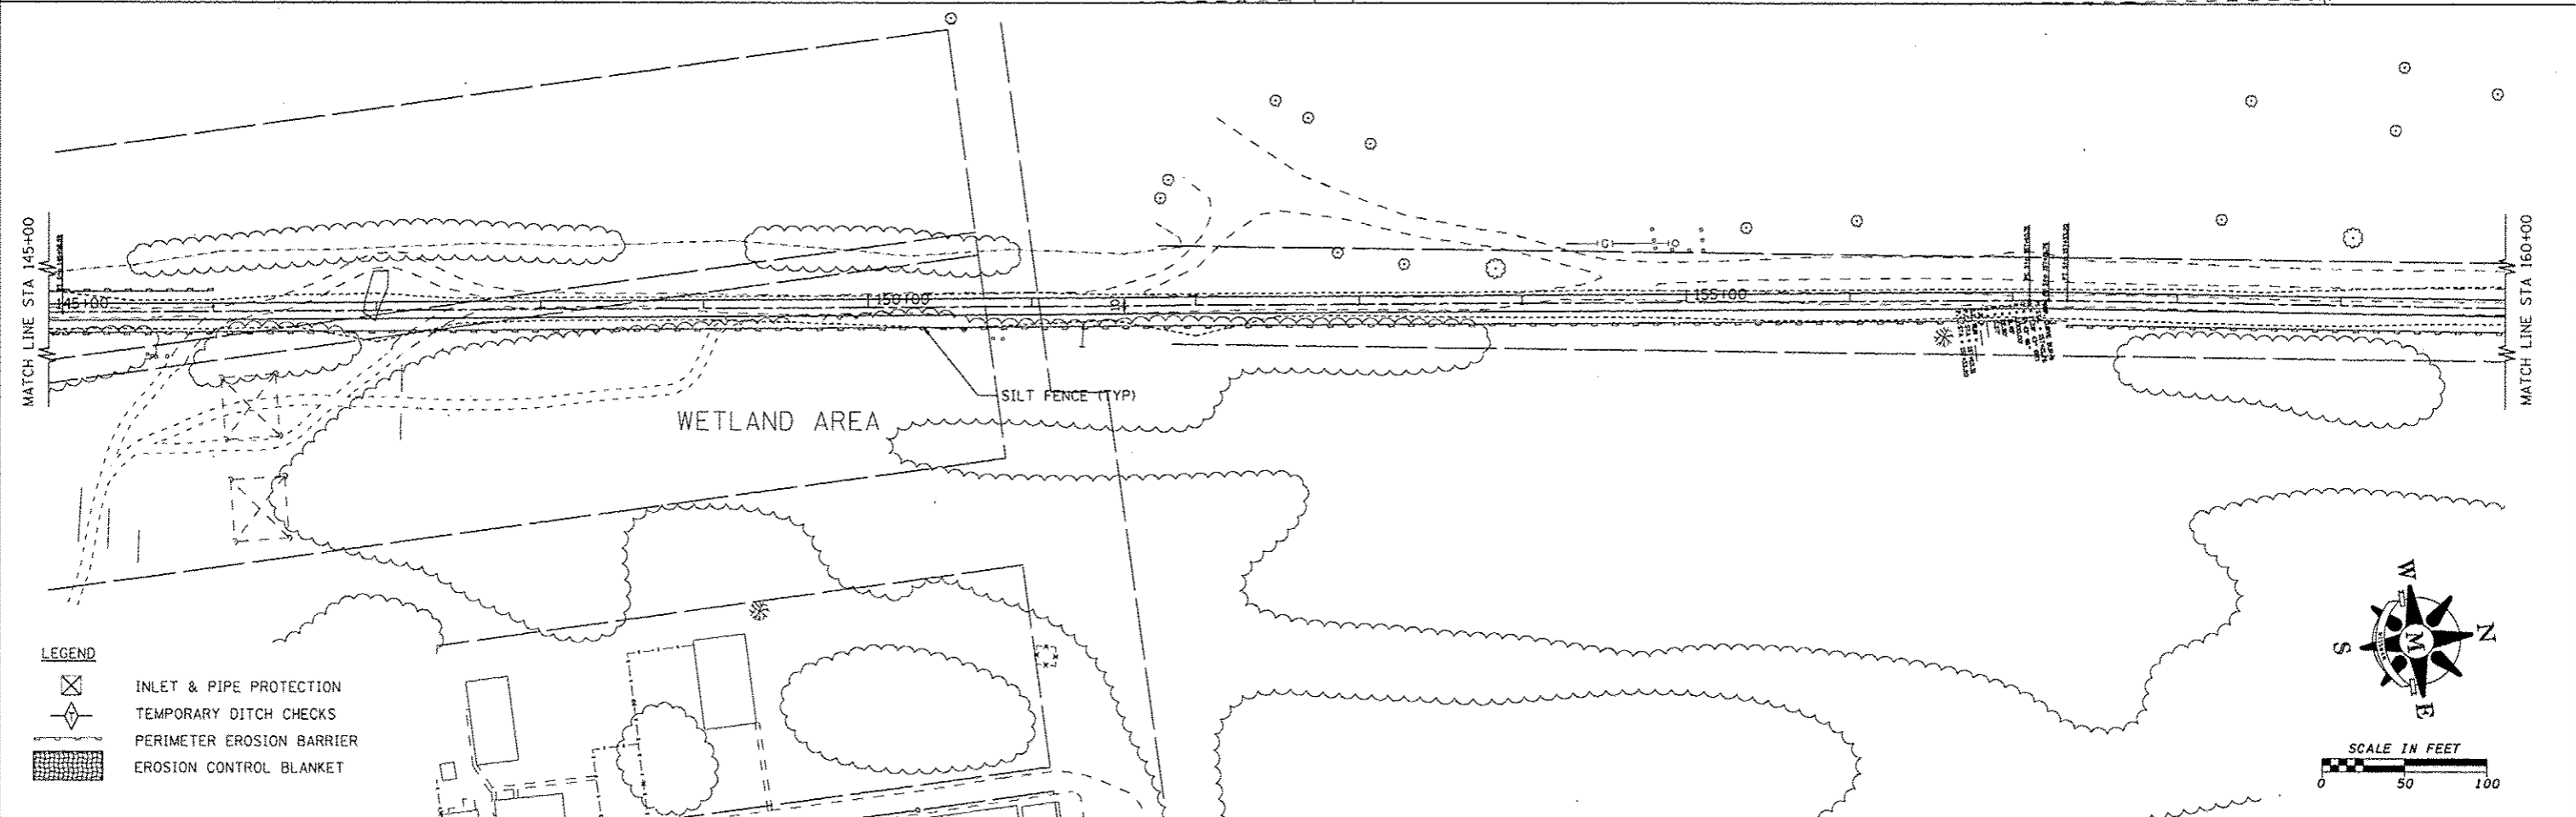 MATCH LINE STA 145+00
145+00
150+00
155+00
G
MATCH LINE STA 160+00
SILT FENCE (TYP)
WETLAND AREA
LEGEND
INLET & PIPE PROTECTION
T
TEMPORARY DITCH CHECKS
PERIMETER EROSION BARRIER
EROSION CONTROL BLANKET
W
N
M
S
E
SCALE IN FEET
0 50 100